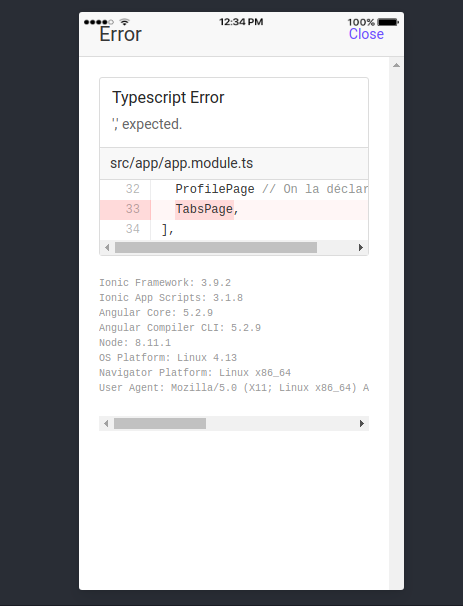 12:34 PM
100%
Error
Close
Typescript Error
',' expected.
src/app/app.module.ts
32 ProfilePage // On la déclar
33 TabsPage,
34 ],
Ionic Framework: 3.9.2
Ionic App Scripts: 3.1.8
Angular Core: 5.2.9
Angular Compiler CLI: 5.2.9
Node: 8.11.1
OS Platform: Linux 4.13
Navigator Platform: Linux x86_64
User Agent: Mozilla/5.0 (X11; Linux x86_64) A